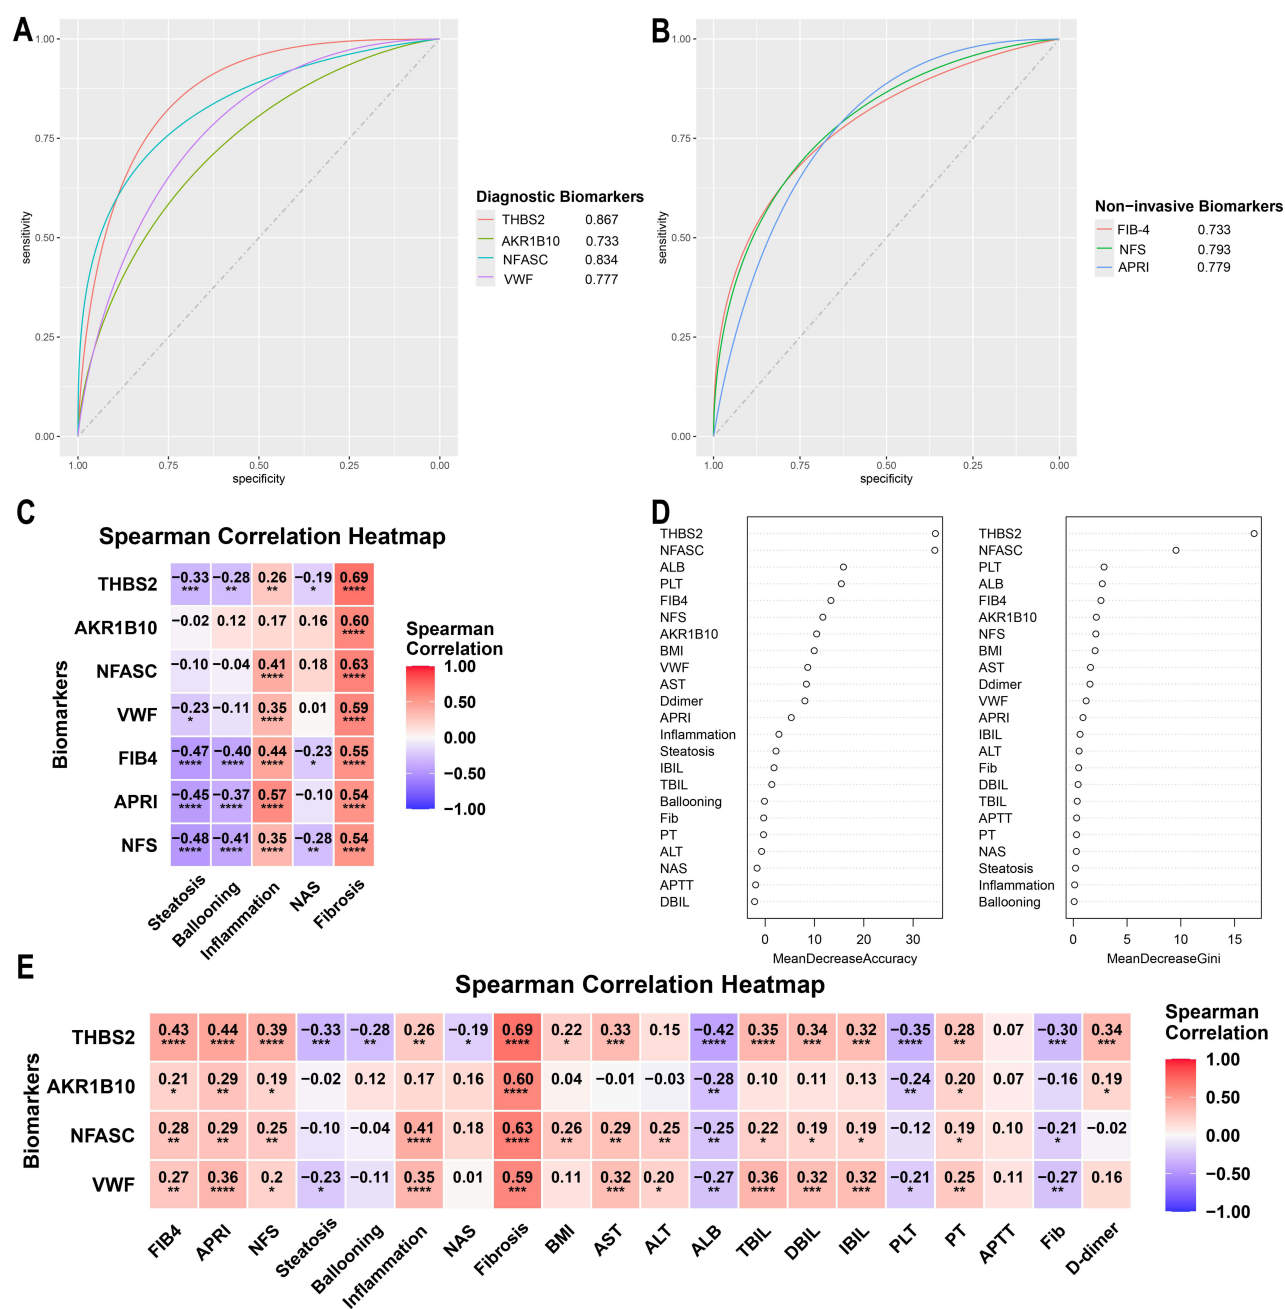 A
1.00
0.75
0.50
0.25
0.00
sensitivity
1.00 0.75 0.50 0.25 0.00
specificity
Diagnostic Biomarkers
THBS2 0.867
AKR1B10 0.733
NFASC 0.834
VWF 0.777
B
1.00
0.75
0.50
0.25
0.00
sensitivity
1.00 0.75 0.50 0.25 0.00
specificity
Non−invasive Biomarkers
FIB-4 0.733
NFS 0.793
APRI 0.779
C
Spearman Correlation Heatmap
Biomarkers
THBS2 −0.33 −0.28 0.26 −0.19 0.69
*** ** ** * ****
AKR1B10 −0.02 0.12 0.17 0.16 0.60
****
NFASC −0.10 −0.04 0.41 0.18 0.63
**** ****
VWF −0.23 −0.11 0.35 0.01 0.59
* **** ****
FIB4 −0.47 −0.40 0.44 −0.23 0.55
**** **** **** * ****
APRI −0.45 −0.37 0.57 −0.10 0.54
**** **** **** ****
NFS −0.48 −0.41 0.35 −0.28 0.54
**** **** **** ** ****
Steatosis Ballooning Inflammation NAS Fibrosis
Spearman
Correlation
1.00
0.50
0.00
−0.50
−1.00
D
THBS2
NFASC
ALB
PLT
FIB4
NFS
AKR1B10
BMI
VWF
AST
Ddimer
APRI
Inflammation
Steatosis
IBIL
TBIL
Ballooning
Fib
PT
ALT
NAS
APTT
DBIL
0 10 20 30
MeanDecreaseAccuracy
THBS2
NFASC
PLT
ALB
FIB4
AKR1B10
NFS
BMI
AST
Ddimer
VWF
APRI
IBIL
ALT
Fib
DBIL
TBIL
APTT
PT
NAS
Steatosis
Inflammation
Ballooning
0 5 10 15
MeanDecreaseGini
E
Spearman Correlation Heatmap
Biomarkers
THBS2 0.43 0.44 0.39 −0.33 −0.28 0.26 −0.19 0.69 0.22 0.33 0.15 −0.42 0.35 0.34 0.32 −0.35 0.28 0.07 −0.30 0.34
**** **** **** *** ** ** * **** * *** **** **** *** *** **** ** *** ***
AKR1B10 0.21 0.29 0.19 −0.02 0.12 0.17 0.16 0.60 0.04 −0.01 −0.03 −0.28 0.10 0.11 0.13 −0.24 0.20 0.07 −0.16 0.19
* ** * **** ** ** * *
NFASC 0.28 0.29 0.25 −0.10 −0.04 0.41 0.18 0.63 0.26 0.29 0.25 −0.25 0.22 0.19 0.19 −0.12 0.19 0.10 −0.21 −0.02
** ** ** **** **** ** ** ** ** * * * * *
VWF 0.27 0.36 0.2 −0.23 −0.11 0.35 0.01 0.59 0.11 0.32 0.20 −0.27 0.36 0.32 0.32 −0.21 0.25 0.11 −0.27 0.16
** **** * * **** *** *** * ** **** *** *** * ** **
FIB4 APRI NFS Steatosis Ballooning Inflammation NAS Fibrosis BMI AST ALT ALB TBIL DBIL IBIL PLT PT APTT Fib D-dimer
Spearman
Correlation
1.00
0.50
0.00
−0.50
−1.00